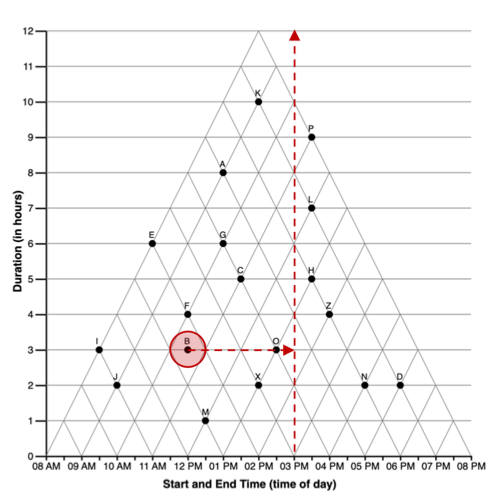 12
11
10
9
8
7
6
5
4
3
2
1
0
Duration (in hours)
K
P
A
L
E
G
C
H
F
Z
I
B
O
J
X
N
D
M
08 AM 09 AM 10 AM 11 AM 12 PM 01 PM 02 PM 03 PM 04 PM 05 PM 06 PM 07 PM 08 PM
Start and End Time (time of day)